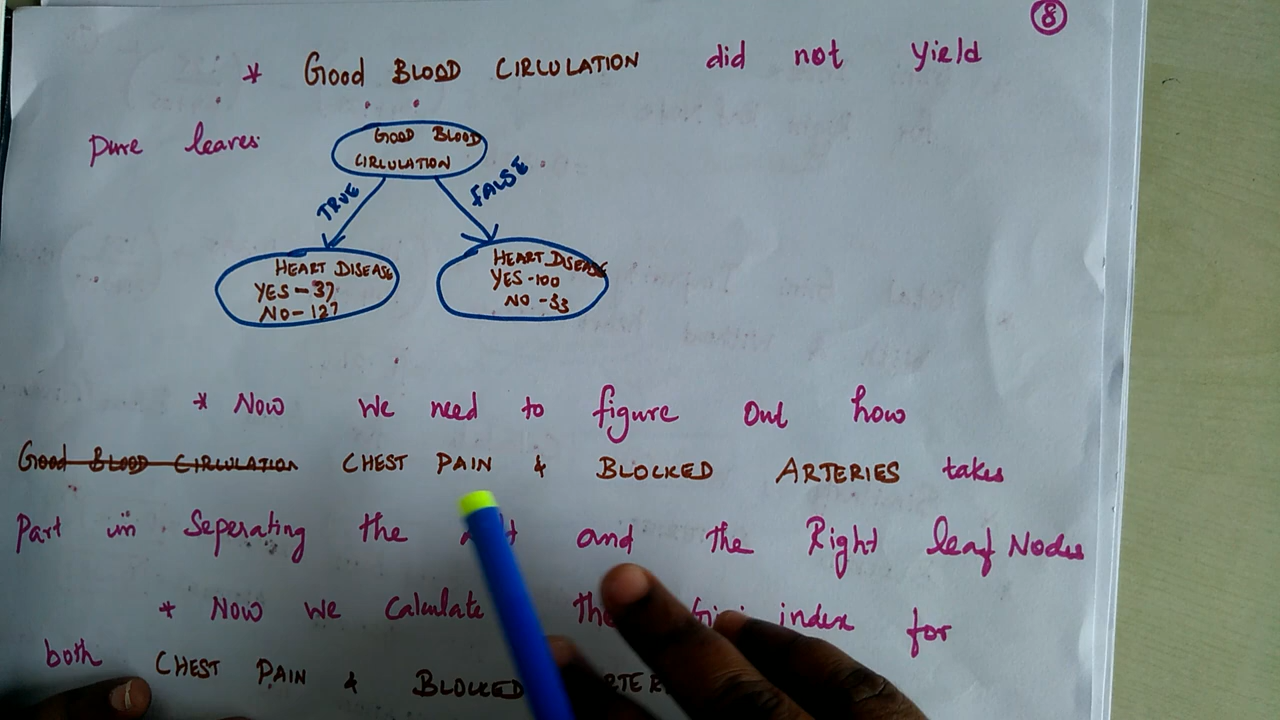 8
* Good BLOOD CIRCULATION did not Yield
Pure leaves
GOOD BLOOD
CIRCULATION
TRUE
FALSE
HEART DISEASE
YES - 37
NO - 127
HEART DISEASE
YES - 100
NO - 33
* Now We need to figure Out how
Good BLOOD CIRCULATION CHEST PAIN & BLOCKED ARTERIES takes
Part in Seperating the and the Right leaf Nodes
* Now We Calculate the index for
both CHEST PAIN & BLOCKED